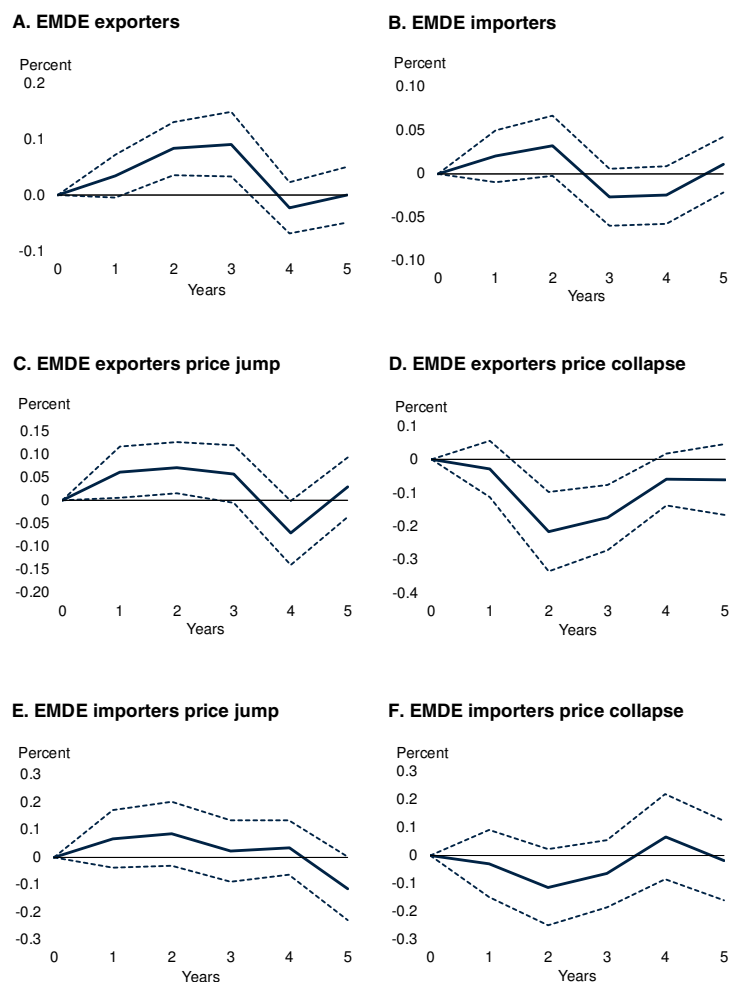 A. EMDE exporters
Percent
0.2
0.1
0.0
-0.1
0 1 2 3 4 5
Years
B. EMDE importers
Percent
0.10
0.05
0
-0.05
-0.10
0 1 2 3 4 5
Years
C. EMDE exporters price jump
Percent
0.15
0.10
0.05
0
-0.05
-0.10
-0.15
-0.20
0 1 2 3 4 5
Years
D. EMDE exporters price collapse
Percent
0.1
0
-0.1
-0.2
-0.3
-0.4
0 1 2 3 4 5
Years
E. EMDE importers price jump
Percent
0.3
0.2
0.1
0
-0.1
-0.2
-0.3
0 1 2 3 4 5
Years
F. EMDE importers price collapse
Percent
0.3
0.2
0.1
0
-0.1
-0.2
-0.3
0 1 2 3 4 5
Years